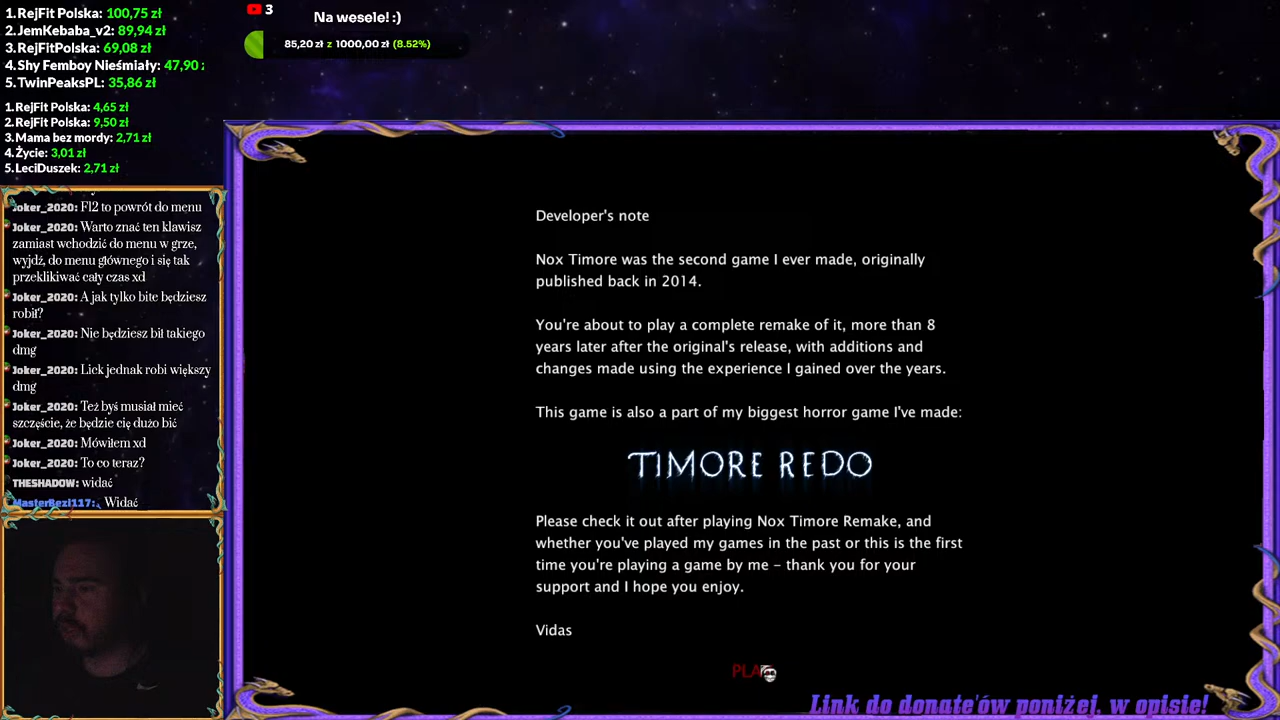 1.RejFit Polska: 100,75 zł
2.JemKebaba_v2: 89,94 zł
3.RejFitPolska: 69,08 zł
4.Shy Femboy Nieśmiały: 47,90
5.TwinPeaksPL: 35,86 zł
1.RejFit Polska: 4,65 zł
2.RejFit Polska: 9,50 zł
3.Mama bez mordy: 2,71 zł
4.Życie: 3,01 zł
5.LeciDuszek: 2,71 zł
3
Na wesele! :)
85,20 zł z 1000,00 zł (8.52%)
Joker_2020: F12 to powrót do menu
Joker_2020: Warto znać ten klawisz
zamiast wchodzić do menu w grze,
wyjdź, do menu głównego i się tak
przeklikiwać cały czas xd
Joker_2020: A jak tylko bite będziesz
robił?
Joker_2020: Nie będziesz bił takiego
dmg
Joker_2020: Lick jednak robi większy
dmg
Joker_2020: Też byś musiał mieć
szczęście, że będzie cię dużo bić
Joker_2020: Mówiłem xd
Joker_2020: To co teraz?
THESHADOW: widać
MasterBezi117: Widać
Developer's note
Nox Timore was the second game I ever made, originally
published back in 2014.
You're about to play a complete remake of it, more than 8
years later after the original's release, with additions and
changes made using the experience I gained over the years.
This game is also a part of my biggest horror game I've made:
TIMORE REDO
Please check it out after playing Nox Timore Remake, and
whether you've played my games in the past or this is the first
time you're playing a game by me – thank you for your
support and I hope you enjoy.
Vidas
PLA
Link do donate'ów poniżej, w opisie!